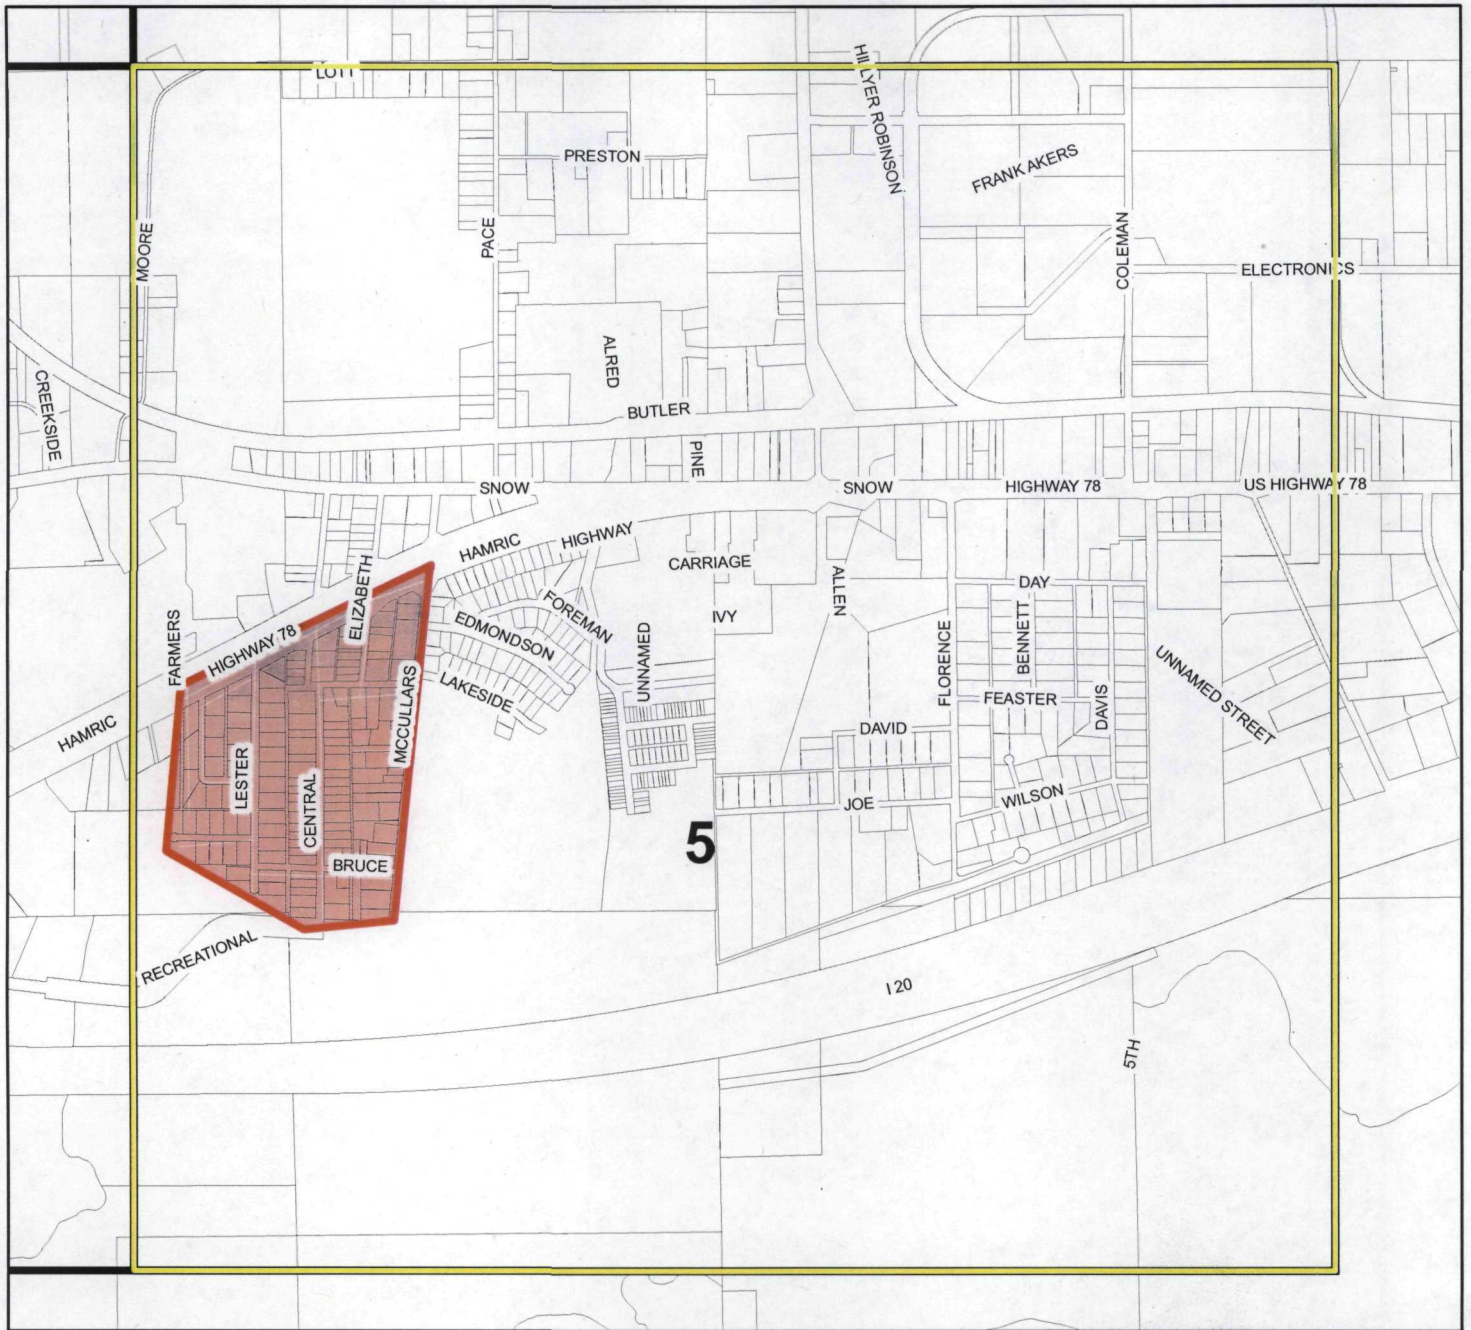 LOTT
HILLYER ROBINSON
PRESTON
FRANK AKERS
MOORE
PACE
COLEMAN
ELECTRONICS
ALRED
CREEKSIDE
BUTLER
PINE
SNOW
SNOW
HIGHWAY 78
US HIGHWAY 78
HAMRIC
HIGHWAY
CARRIAGE
ELIZABETH
ALLEN
DAY
FOREMAN
IVY
BENNETT
EDMONDSON
FARMERS
HIGHWAY 78
UNNAMED
FLORENCE
LAKESIDE
FEASTER
DAVIS
UNNAMED STREET
MCCULLARS
HAMRIC
DAVID
LESTER
CENTRAL
JOE
WILSON
5
BRUCE
RECREATIONAL
I 20
5TH